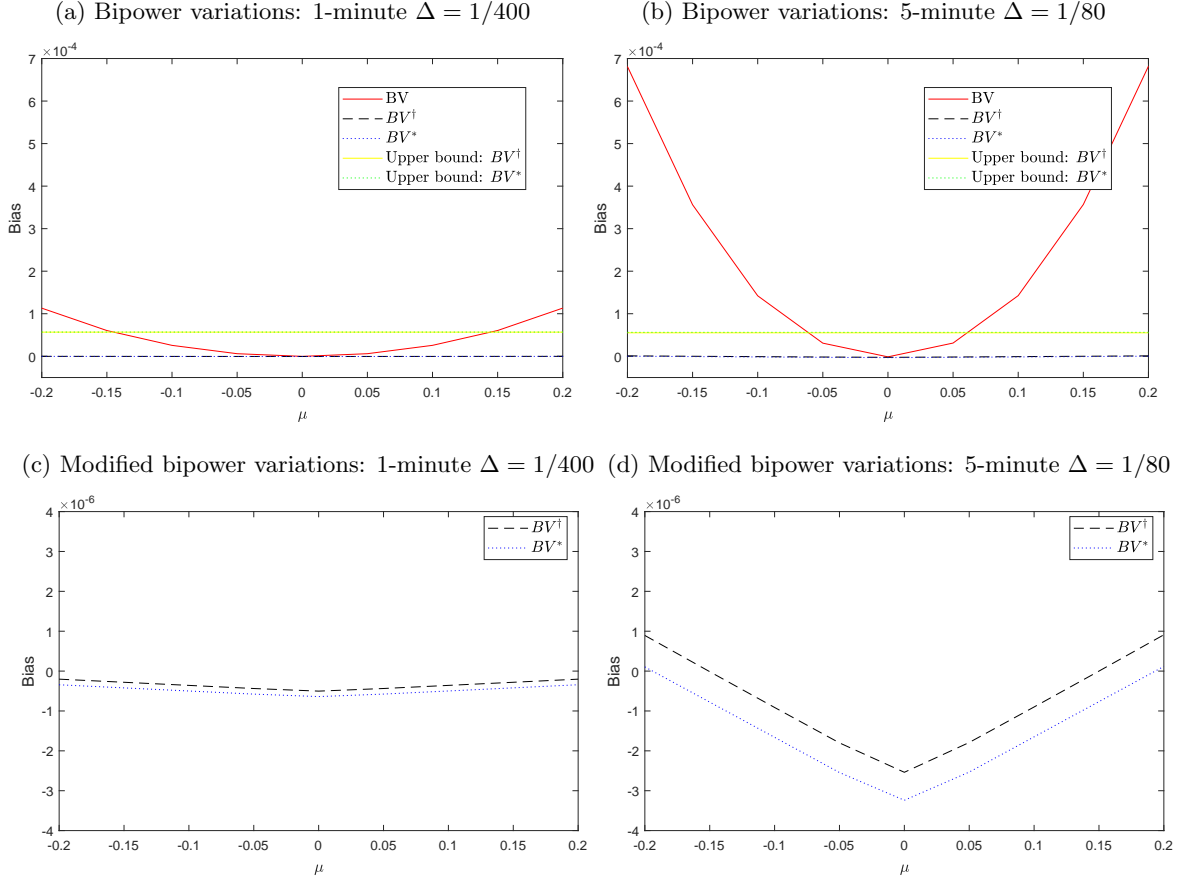 (a) Bipower variations: 1-minute Δ = 1/400
×10⁻⁴
7
6
5
4
3
2
1
0
Bias
-0.2 -0.15 -0.1 -0.05 0 0.05 0.1 0.15 0.2
μ
BV
BV†
BV*
Upper bound: BV†
Upper bound: BV*
(b) Bipower variations: 5-minute Δ = 1/80
×10⁻⁴
7
6
5
4
3
2
1
0
Bias
-0.2 -0.15 -0.1 -0.05 0 0.05 0.1 0.15 0.2
μ
BV
BV†
BV*
Upper bound: BV†
Upper bound: BV*
(c) Modified bipower variations: 1-minute Δ = 1/400
×10⁻⁶
4
3
2
1
0
-1
-2
-3
-4
Bias
-0.2 -0.15 -0.1 -0.05 0 0.05 0.1 0.15 0.2
μ
BV†
BV*
(d) Modified bipower variations: 5-minute Δ = 1/80
×10⁻⁶
4
3
2
1
0
-1
-2
-3
-4
Bias
-0.2 -0.15 -0.1 -0.05 0 0.05 0.1 0.15 0.2
μ
BV†
BV*